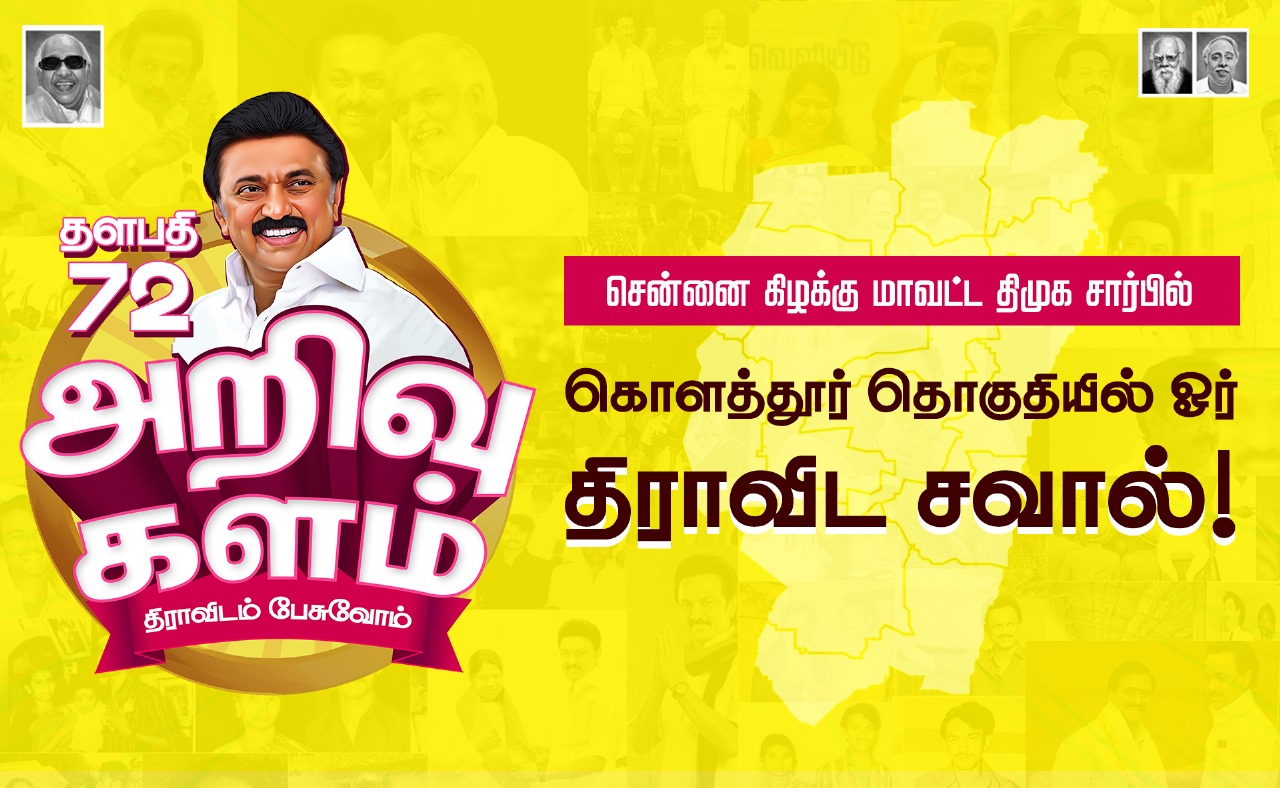 வெளியீடு
தளபதி
72
அறிவு
களம்
திராவிடம் பேசுவோம்
சென்னை கிழக்கு மாவட்ட திமுக சார்பில்
கொளத்தூர் தொகுதியில் ஓர்
திராவிட சவால்!